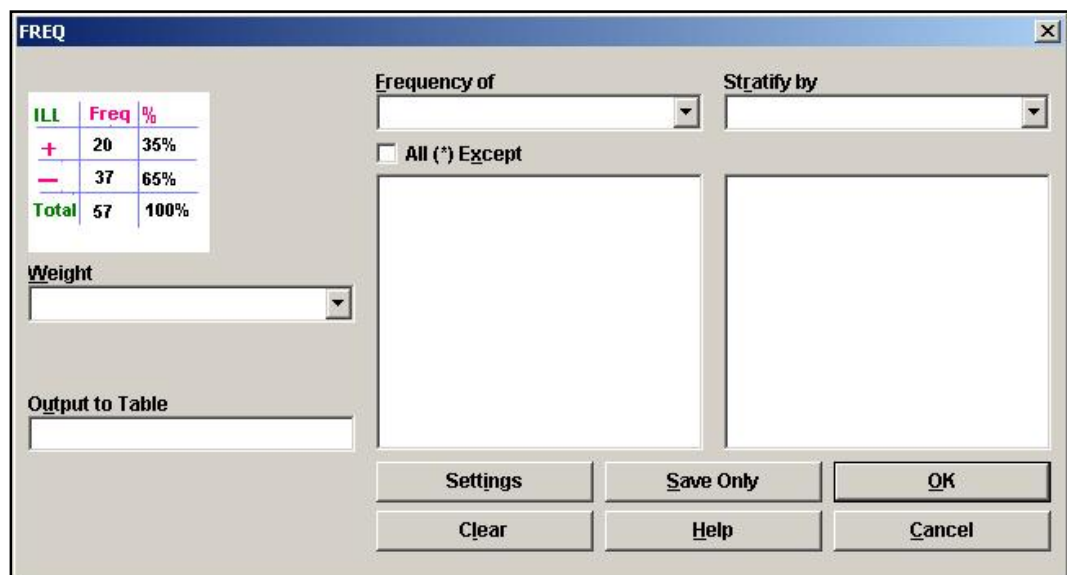 FREQ
ILL Freq %
+ 20 35%
— 37 65%
Total 57 100%
Weight
Output to Table
Frequency of
All (*) Except
Stratify by
Settings
Save Only
OK
Clear
Help
Cancel